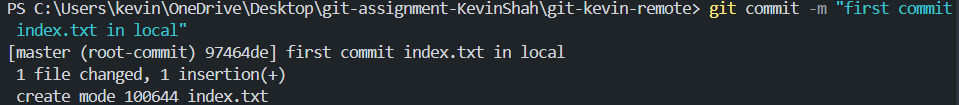 PS C:\Users\kevin\OneDrive\Desktop\git-assignment-KevinShah\git-kevin-remote> git commit -m "first commit
index.txt in local"
[master (root-commit) 97464de] first commit index.txt in local
1 file changed, 1 insertion(+)
create mode 100644 index.txt